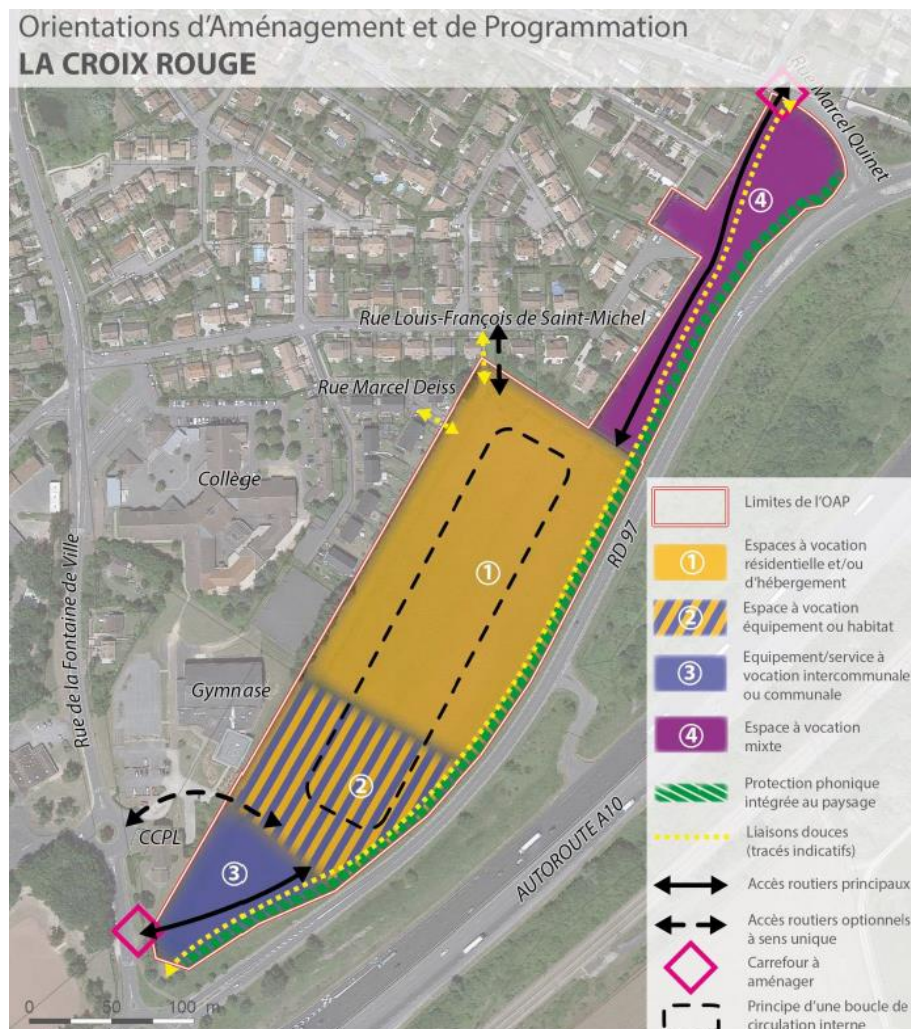 Orientations d'Aménagement et de Programmation
LA CROIX ROUGE
Rue Marcel Quinet
④
Rue Louis-François de Saint-Michel
Rue Marcel Deiss
Collège
①
Rue de la Fontaine de Ville
RD 97
Gymnase
②
CCPL
③
AUTOROUTE A10
0 50 100 m
Limites de l'OAP
①
Espaces à vocation
résidentielle et/ou
d'hébergement
②
Espace à vocation
équipement ou habitat
③
Equipement/service à
vocation intercommunale
ou communale
④
Espace à vocation
mixte
Protection phonique
intégrée au paysage
Liaisons douces
(tracés indicatifs)
Accès routiers principaux
Accès routiers optionnels
à sens unique
Carrefour à
aménager
Principe d'une boucle de
circulation interne